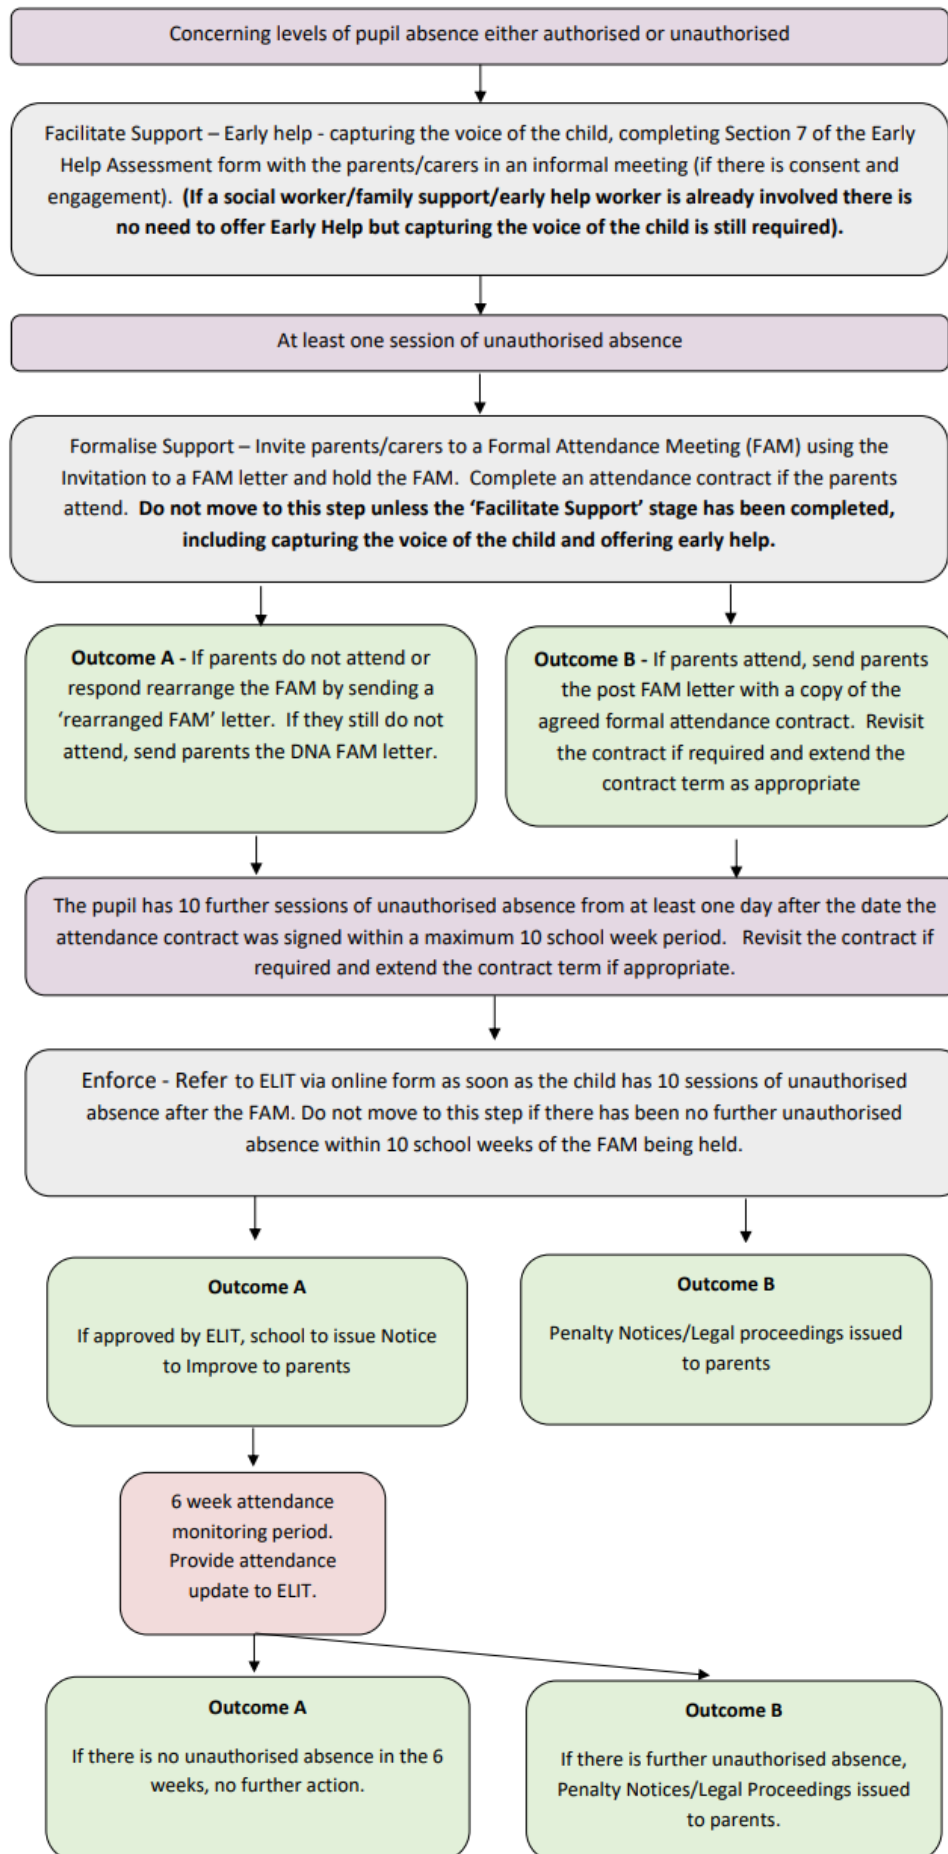 Concerning levels of pupil absence either authorised or unauthorised
Facilitate Support – Early help - capturing the voice of the child, completing Section 7 of the Early
Help Assessment form with the parents/carers in an informal meeting (if there is consent and
engagement). (If a social worker/family support/early help worker is already involved there is
no need to offer Early Help but capturing the voice of the child is still required).
At least one session of unauthorised absence
Formalise Support – Invite parents/carers to a Formal Attendance Meeting (FAM) using the
Invitation to a FAM letter and hold the FAM. Complete an attendance contract if the parents
attend. Do not move to this step unless the ‘Facilitate Support’ stage has been completed,
including capturing the voice of the child and offering early help.
Outcome A - If parents do not attend or
respond rearrange the FAM by sending a
‘rearranged FAM’ letter. If they still do not
attend, send parents the DNA FAM letter.
Outcome B - If parents attend, send parents
the post FAM letter with a copy of the
agreed formal attendance contract. Revisit
the contract if required and extend the
contract term as appropriate
The pupil has 10 further sessions of unauthorised absence from at least one day after the date the
attendance contract was signed within a maximum 10 school week period. Revisit the contract if
required and extend the contract term if appropriate.
Enforce - Refer to ELIT via online form as soon as the child has 10 sessions of unauthorised
absence after the FAM. Do not move to this step if there has been no further unauthorised
absence within 10 school weeks of the FAM being held.
Outcome A
If approved by ELIT, school to issue Notice
to Improve to parents
Outcome B
Penalty Notices/Legal proceedings issued
to parents
6 week attendance
monitoring period.
Provide attendance
update to ELIT.
Outcome A
If there is no unauthorised absence in the 6
weeks, no further action.
Outcome B
If there is further unauthorised absence,
Penalty Notices/Legal Proceedings issued
to parents.